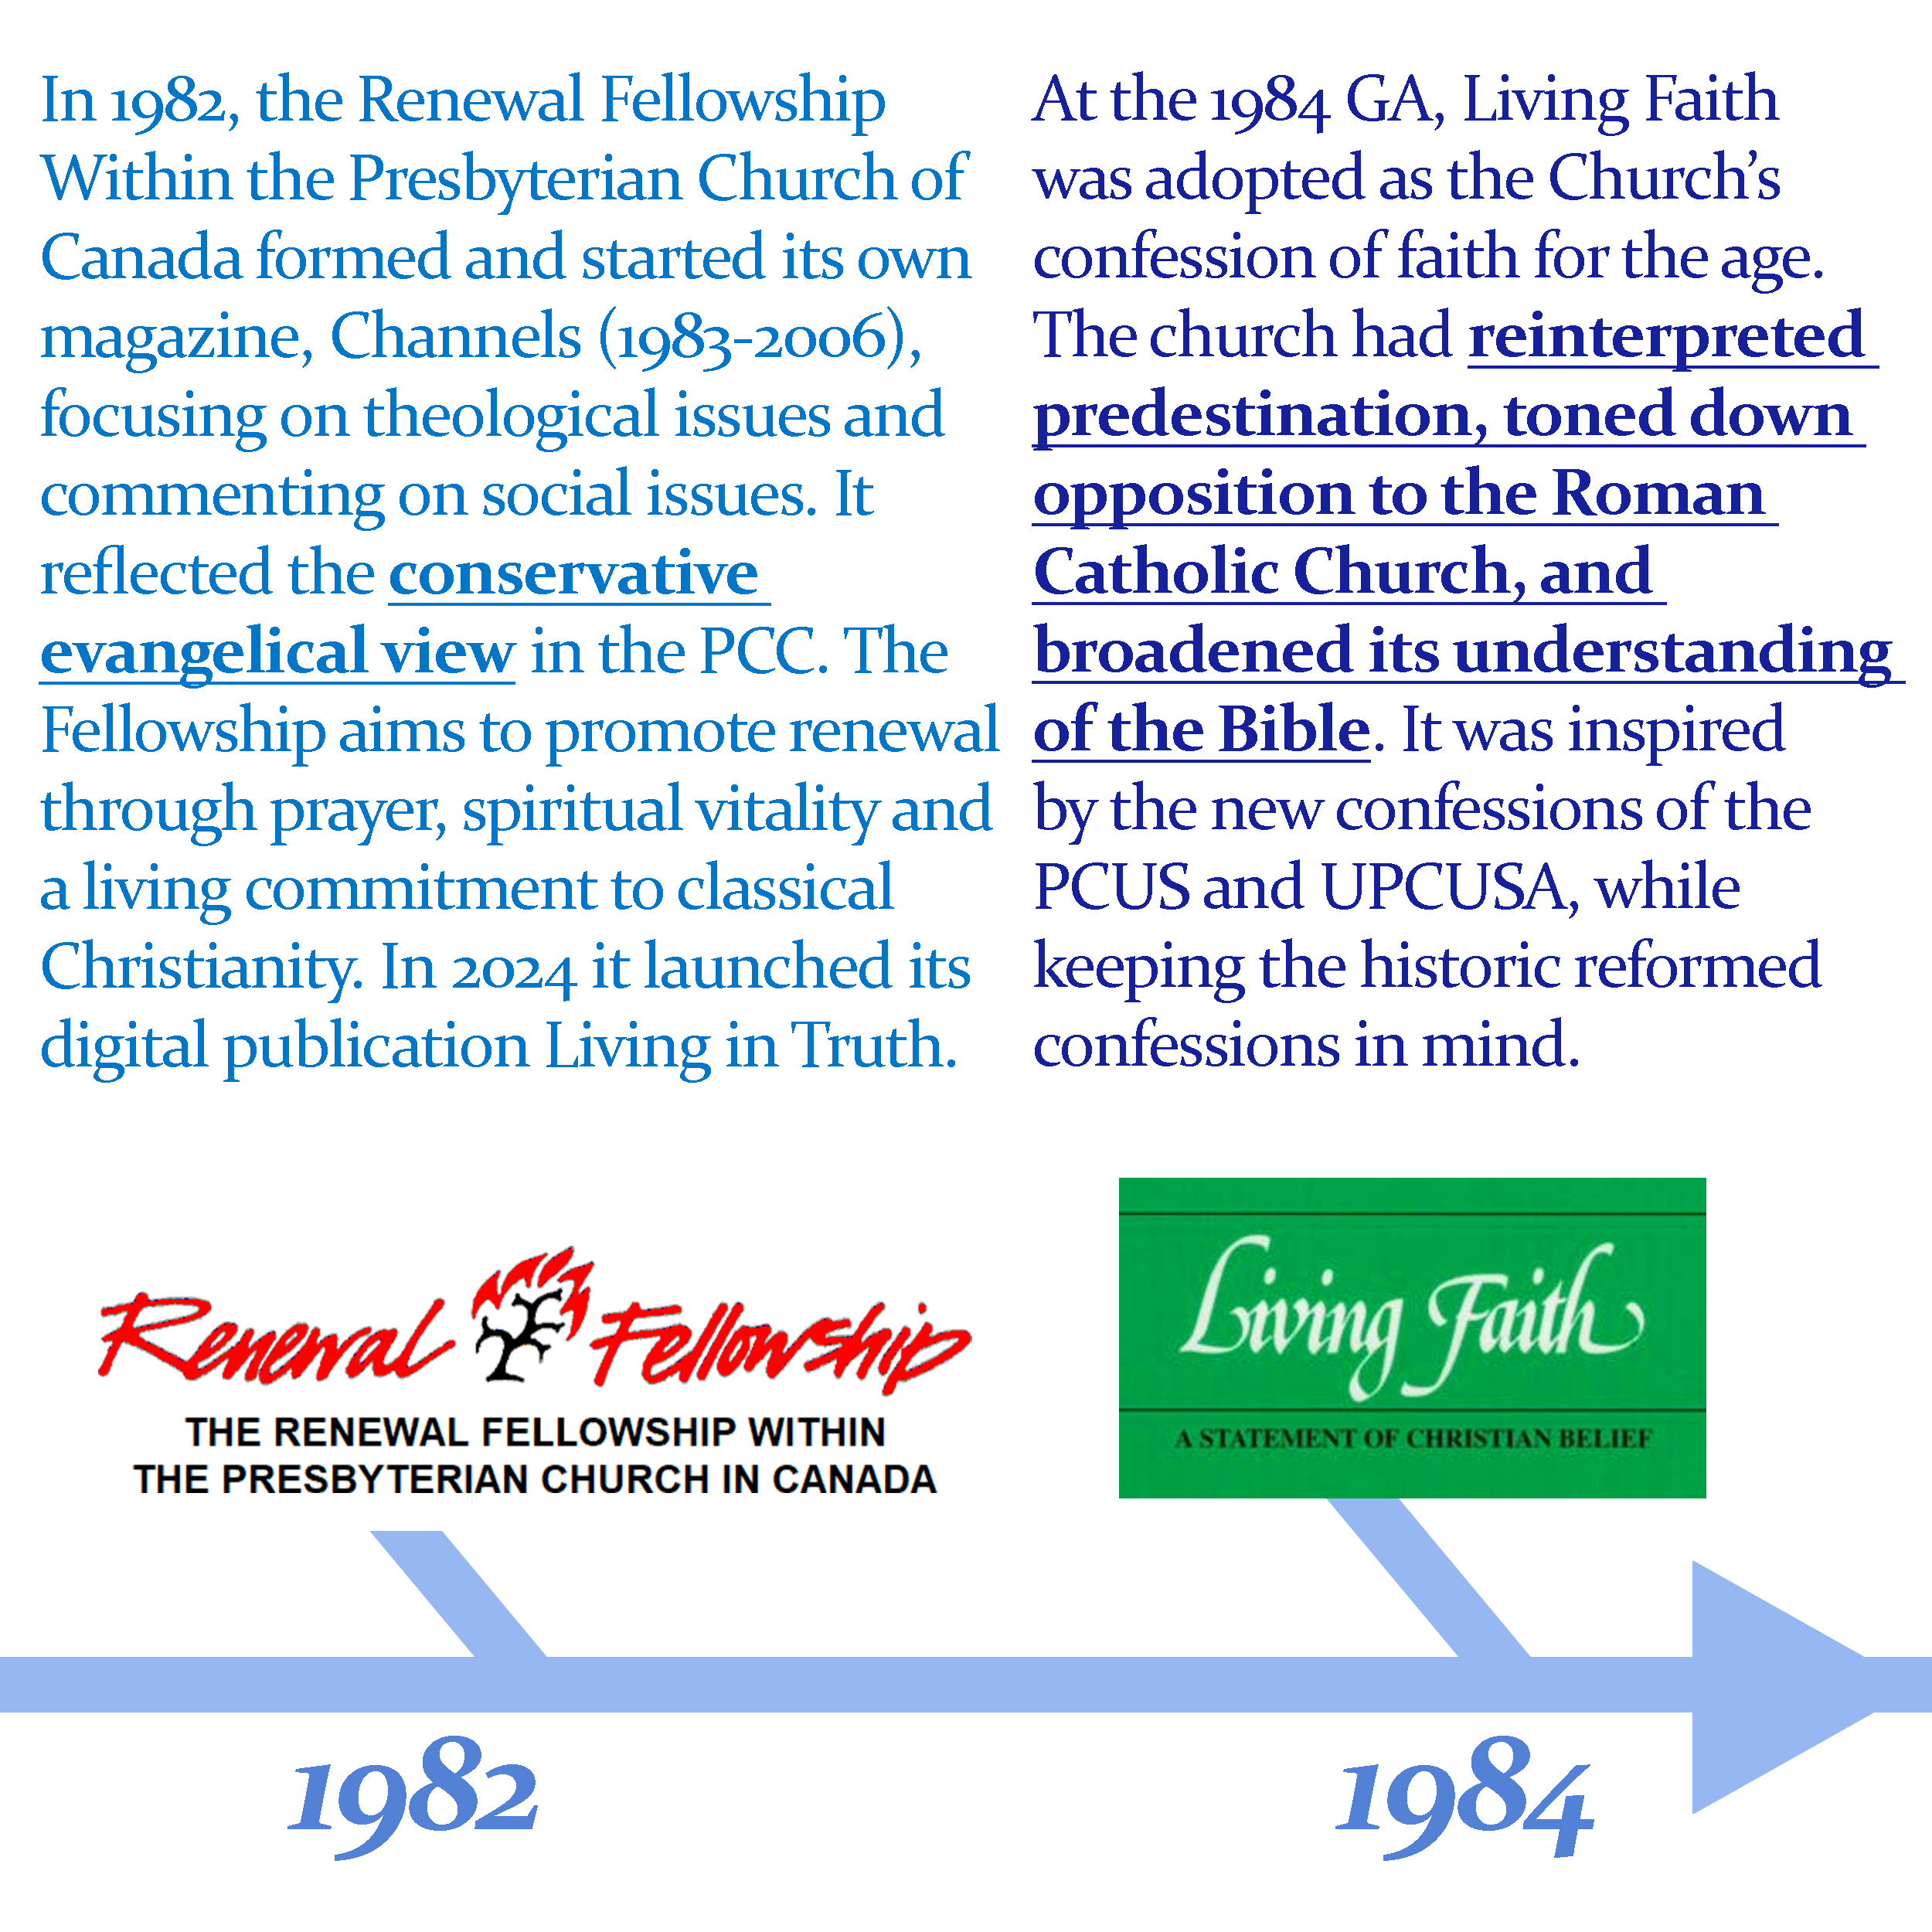 In 1982, the Renewal Fellowship
Within the Presbyterian Church of
Canada formed and started its own
magazine, Channels (1983-2006),
focusing on theological issues and
commenting on social issues. It
reflected the conservative
evangelical view in the PCC. The
Fellowship aims to promote renewal
through prayer, spiritual vitality and
a living commitment to classical
Christianity. In 2024 it launched its
digital publication Living in Truth.
At the 1984 GA, Living Faith
was adopted as the Church’s
confession of faith for the age.
The church had reinterpreted
predestination, toned down
opposition to the Roman
Catholic Church, and
broadened its understanding
of the Bible. It was inspired
by the new confessions of the
PCUS and UPCUSA, while
keeping the historic reformed
confessions in mind.
Renewal Fellowship
THE RENEWAL FELLOWSHIP WITHIN
THE PRESBYTERIAN CHURCH IN CANADA
Living Faith
A STATEMENT OF CHRISTIAN BELIEF
1982
1984